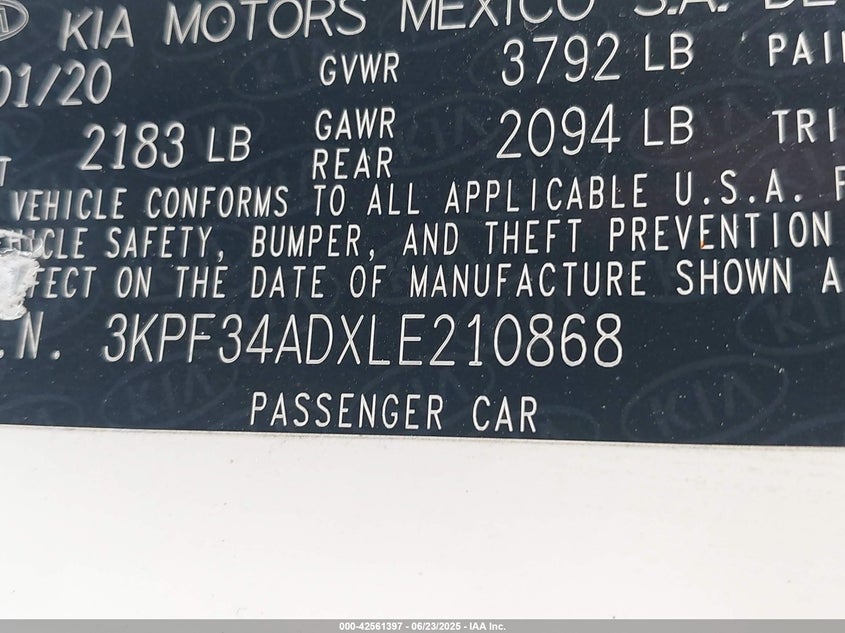 KIA MOTORS MEXICO S.A. DE
01/20 GVWR 3792 LB PAI
T 2183 LB GAWR REAR 2094 LB TRI
VEHICLE CONFORMS TO ALL APPLICABLE U.S.A. F
HICLE SAFETY, BUMPER, AND THEFT PREVENTION
FECT ON THE DATE OF MANUFACTURE SHOWN A
.N. 3KPF34ADXLE210868
PASSENGER CAR
000-42561397 - 06/23/2025 - IAA Inc.